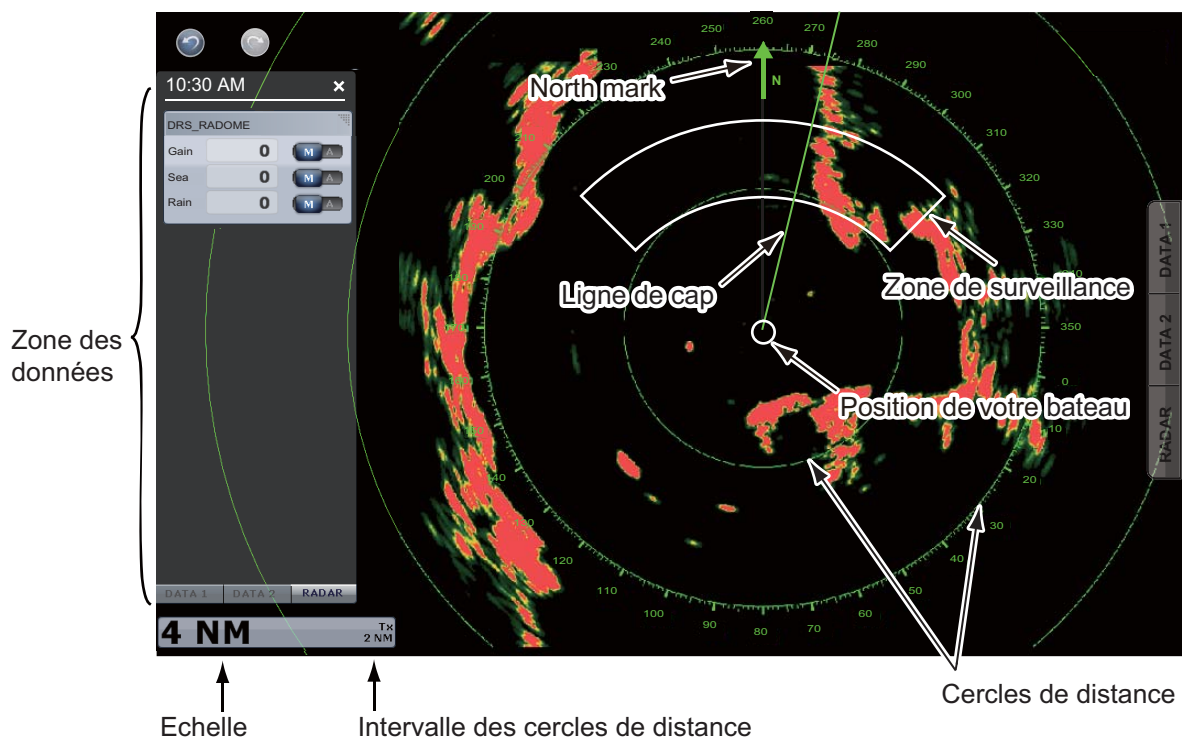 10:30 AM
×
DRS_RADOME
Gain 0 M A
Sea 0 M A
Rain 0 M A
DATA 1 DATA 2 RADAR
4 NM
Tx
2 NM
Zone des
données
Echelle
Intervalle des cercles de distance
Cercles de distance
North mark
N
Ligne de cap
Zone de surveillance
Position de votre bateau
DATA 1
DATA 2
RADAR
200
210
230
240
250
260
270
280
290
300
310
320
330
350
0
10
20
30
40
50
60
70
80
90
100
110
120